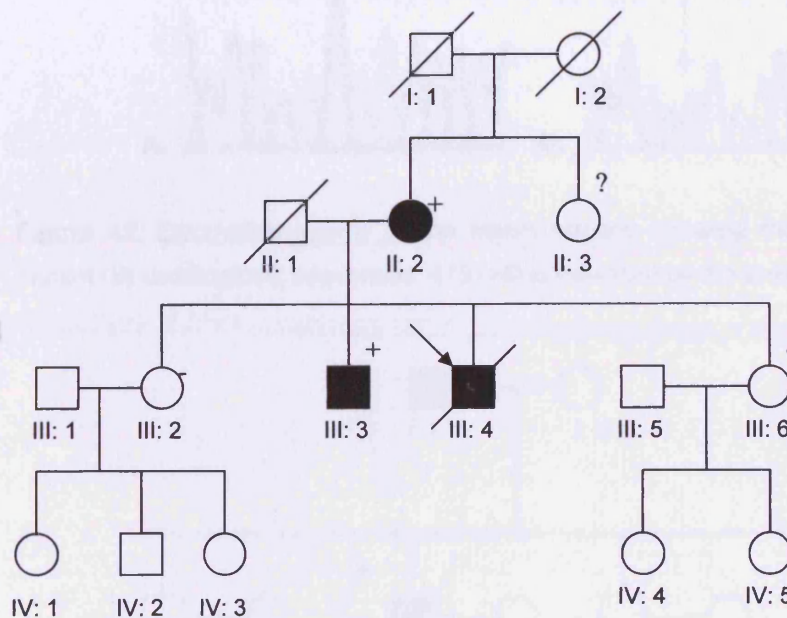 I: 1 I: 2
?
+
II: 1 II: 2 II: 3
+
-
III: 1 III: 2 III: 3 III: 4 III: 5 III: 6
IV: 1 IV: 2 IV: 3 IV: 4 IV: 5